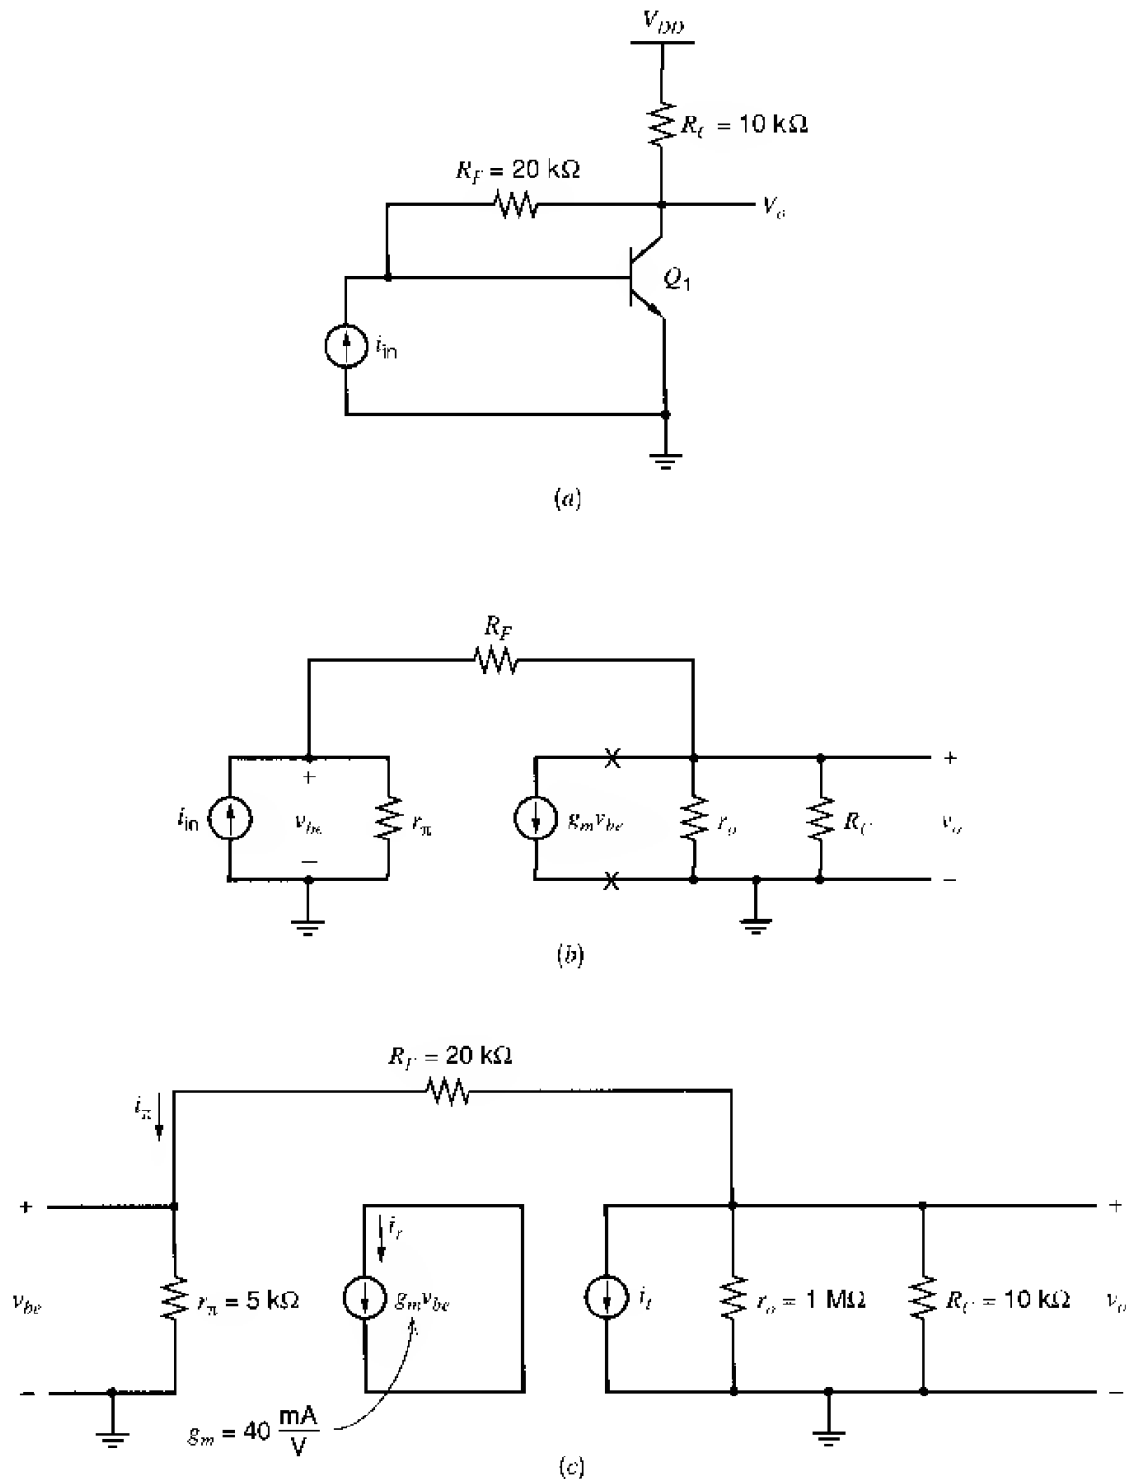 V_DD
R_C = 10 kΩ
R_F = 20 kΩ
V_o
Q_1
i_in
(a)
R_F
+
i_in
v_be
r_π
−
g_m v_be
r_o
R_C
+
v_o
−
(b)
R_F = 20 kΩ
i_π
+
v_be
−
r_π = 5 kΩ
i_r
g_m v_be
i_t
r_o = 1 MΩ
R_C = 10 kΩ
+
v_o
−
g_m = 40 mA/V
(c)